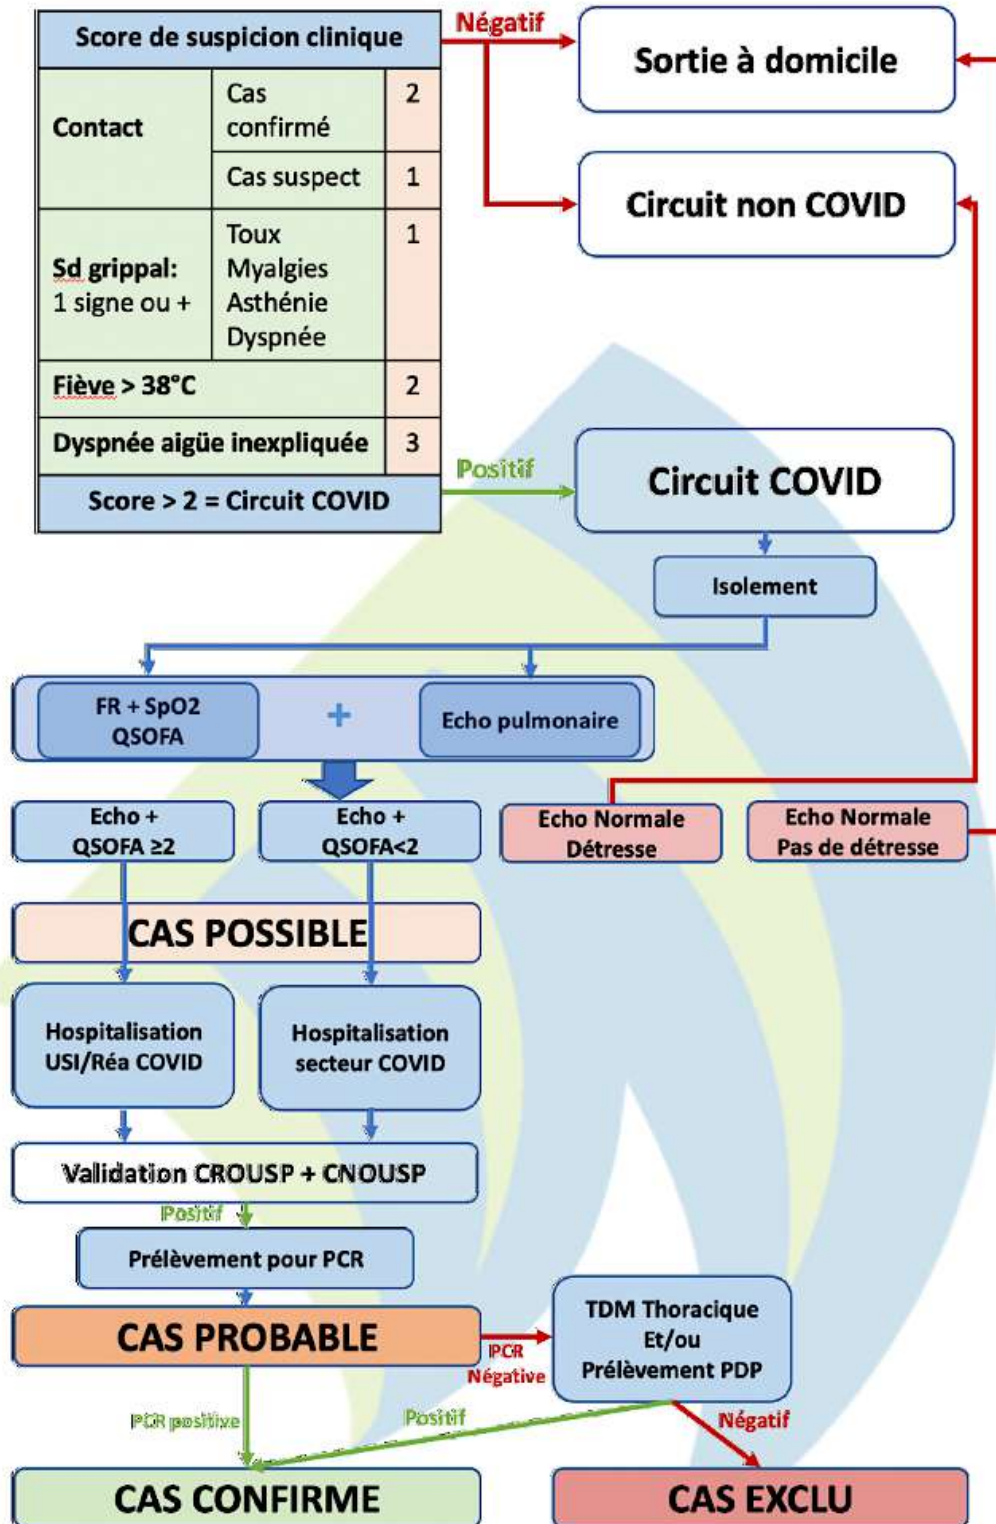 Score de suspicion clinique
Négatif
Sortie à domicile
Contact
Cas
confirmé
2
Cas suspect
1
Circuit non COVID
Sd grippal:
1 signe ou +
Toux
Myalgies
Asthénie
Dyspnée
1
Fiève > 38°C
2
Dyspnée aigüe inexpliquée
3
Score > 2 = Circuit COVID
Positif
Circuit COVID
Isolement
FR + SpO2
QSOFA
+
Echo pulmonaire
Echo +
QSOFA ≥2
Echo +
QSOFA<2
Echo Normale
Détresse
Echo Normale
Pas de détresse
CAS POSSIBLE
Hospitalisation
USI/Réa COVID
Hospitalisation
secteur COVID
Validation CROUSP + CNOUSP
Positif
Prélèvement pour PCR
CAS PROBABLE
PCR
Négative
TDM Thoracique
Et/ou
Prélèvement PDP
PCR positive
Positif
Négatif
CAS CONFIRME
CAS EXCLU